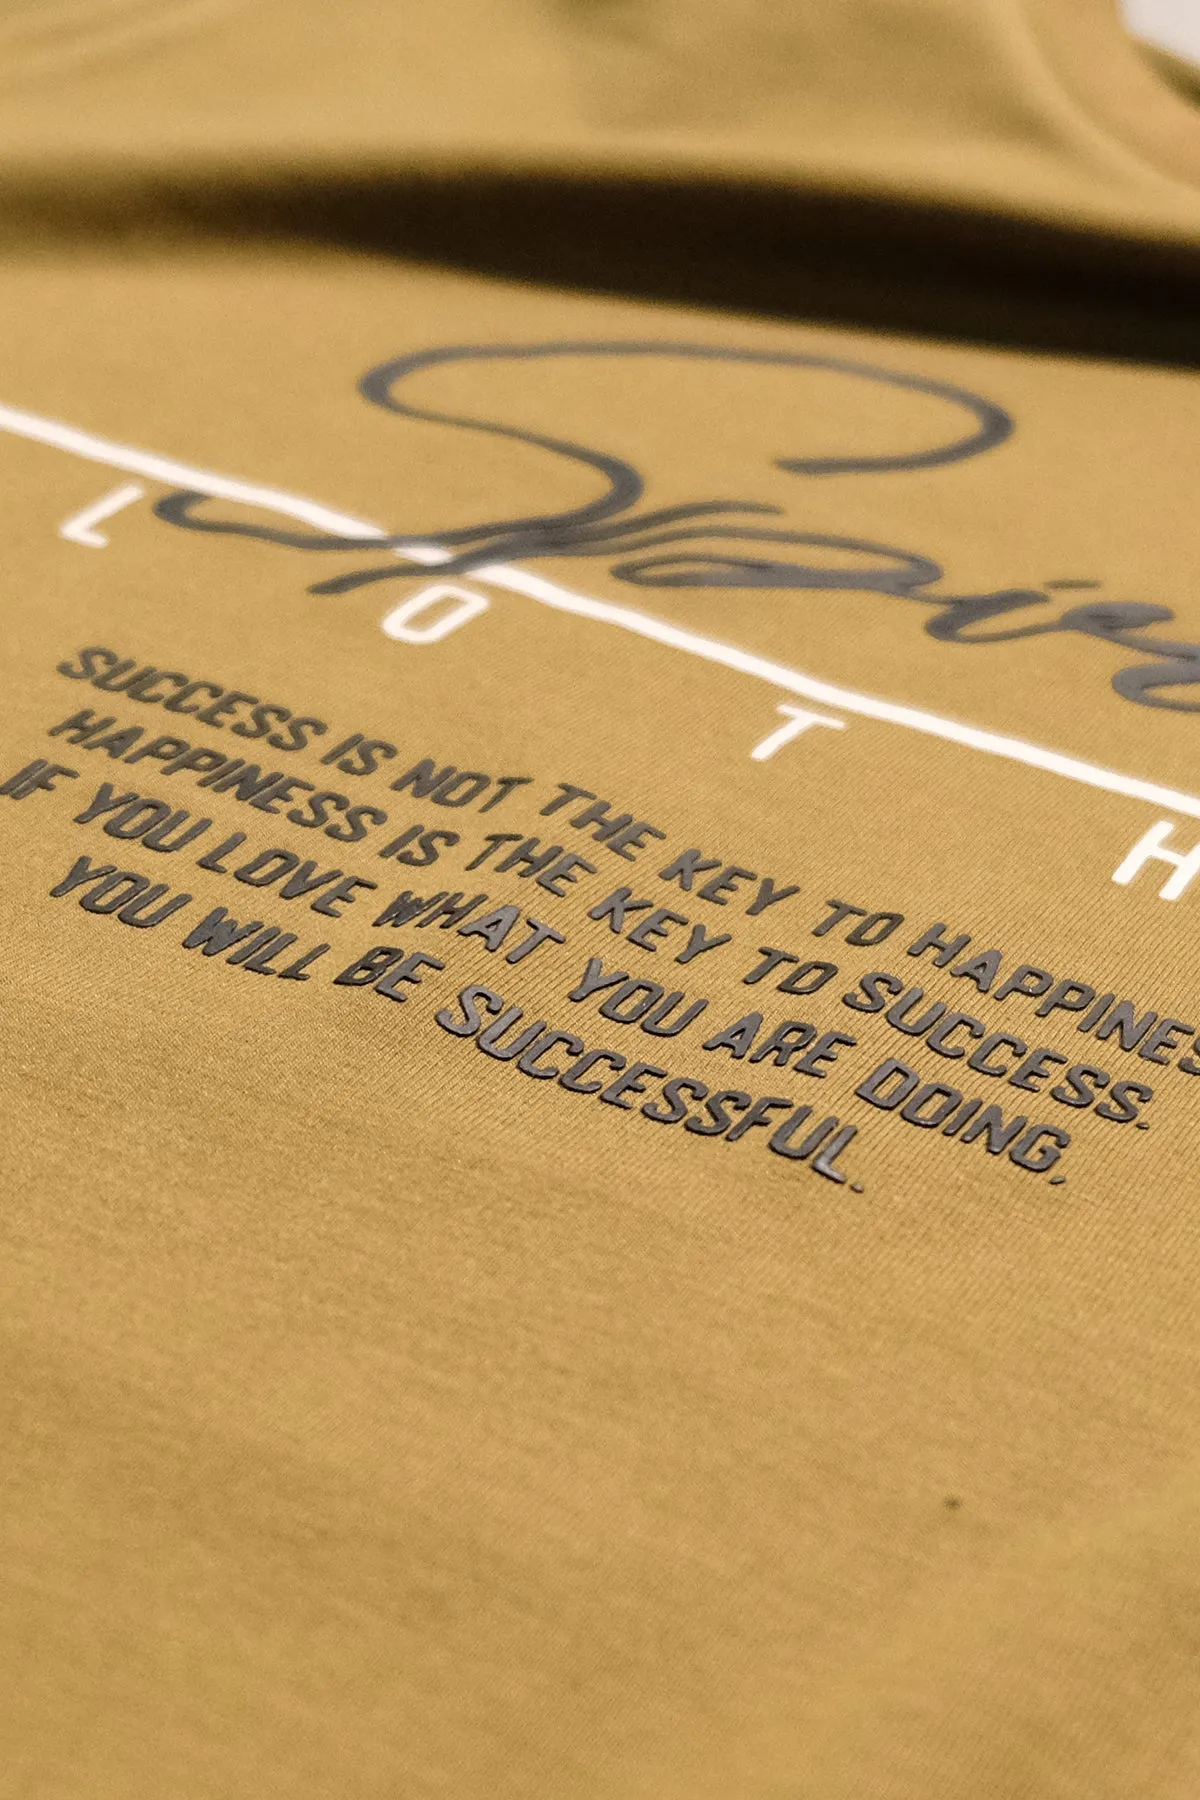 L O T H
SUCCESS IS NOT THE KEY TO HAPPINES
HAPPINESS IS THE KEY TO SUCCESS.
IF YOU LOVE WHAT YOU ARE DOING,
YOU WILL BE SUCCESSFUL.